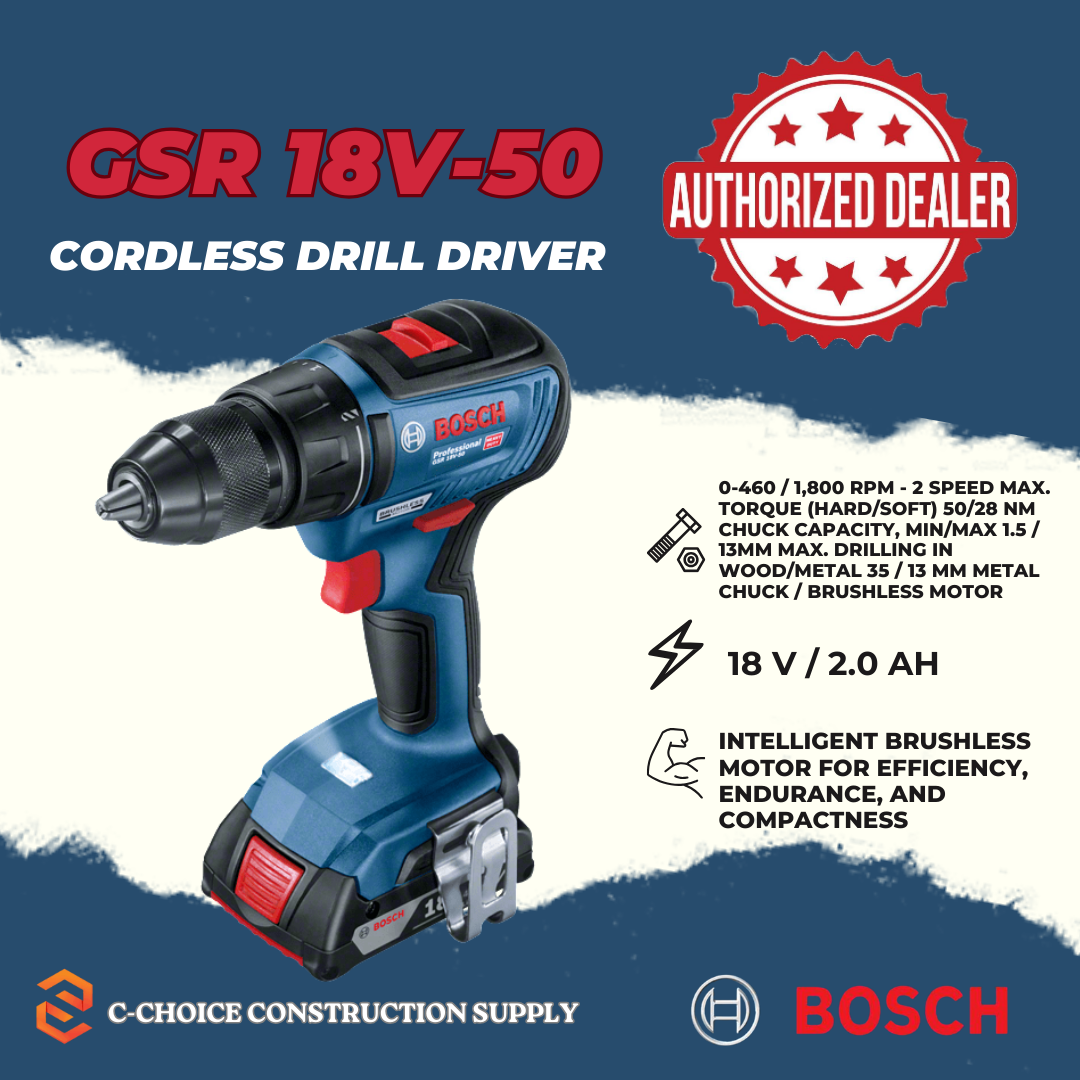 GSR 18V-50
CORDLESS DRILL DRIVER
AUTHORIZED DEALER
BOSCH
Professional
GSR 18V-50
BRUSHLESS
0-460 / 1,800 RPM - 2 SPEED MAX.
TORQUE (HARD/SOFT) 50/28 NM
CHUCK CAPACITY, MIN/MAX 1.5 /
13MM MAX. DRILLING IN
WOOD/METAL 35 / 13 MM METAL
CHUCK / BRUSHLESS MOTOR
18 V / 2.0 AH
INTELLIGENT BRUSHLESS
MOTOR FOR EFFICIENCY,
ENDURANCE, AND
COMPACTNESS
BOSCH
C-CHOICE CONSTRUCTION SUPPLY
BOSCH